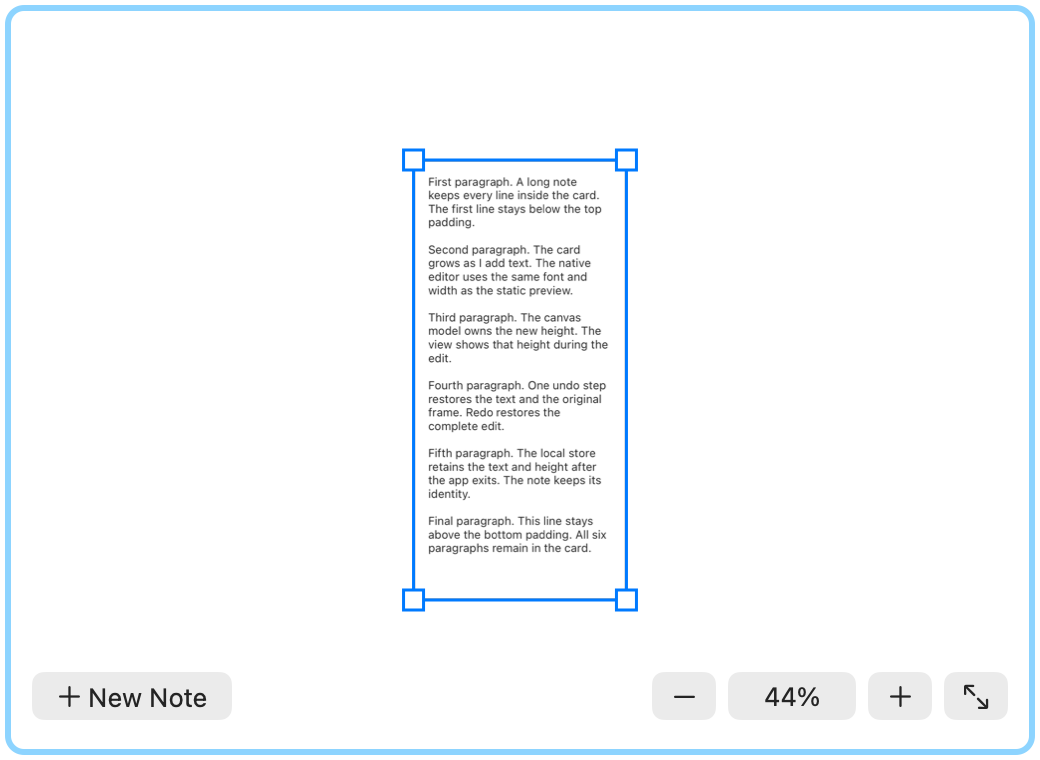 First paragraph. A long note
keeps every line inside the card.
The first line stays below the top
padding.
Second paragraph. The card
grows as I add text. The native
editor uses the same font and
width as the static preview.
Third paragraph. The canvas
model owns the new height. The
view shows that height during the
edit.
Fourth paragraph. One undo step
restores the text and the original
frame. Redo restores the
complete edit.
Fifth paragraph. The local store
retains the text and height after
the app exits. The note keeps its
identity.
Final paragraph. This line stays
above the bottom padding. All six
paragraphs remain in the card.
+ New Note
− 44% +